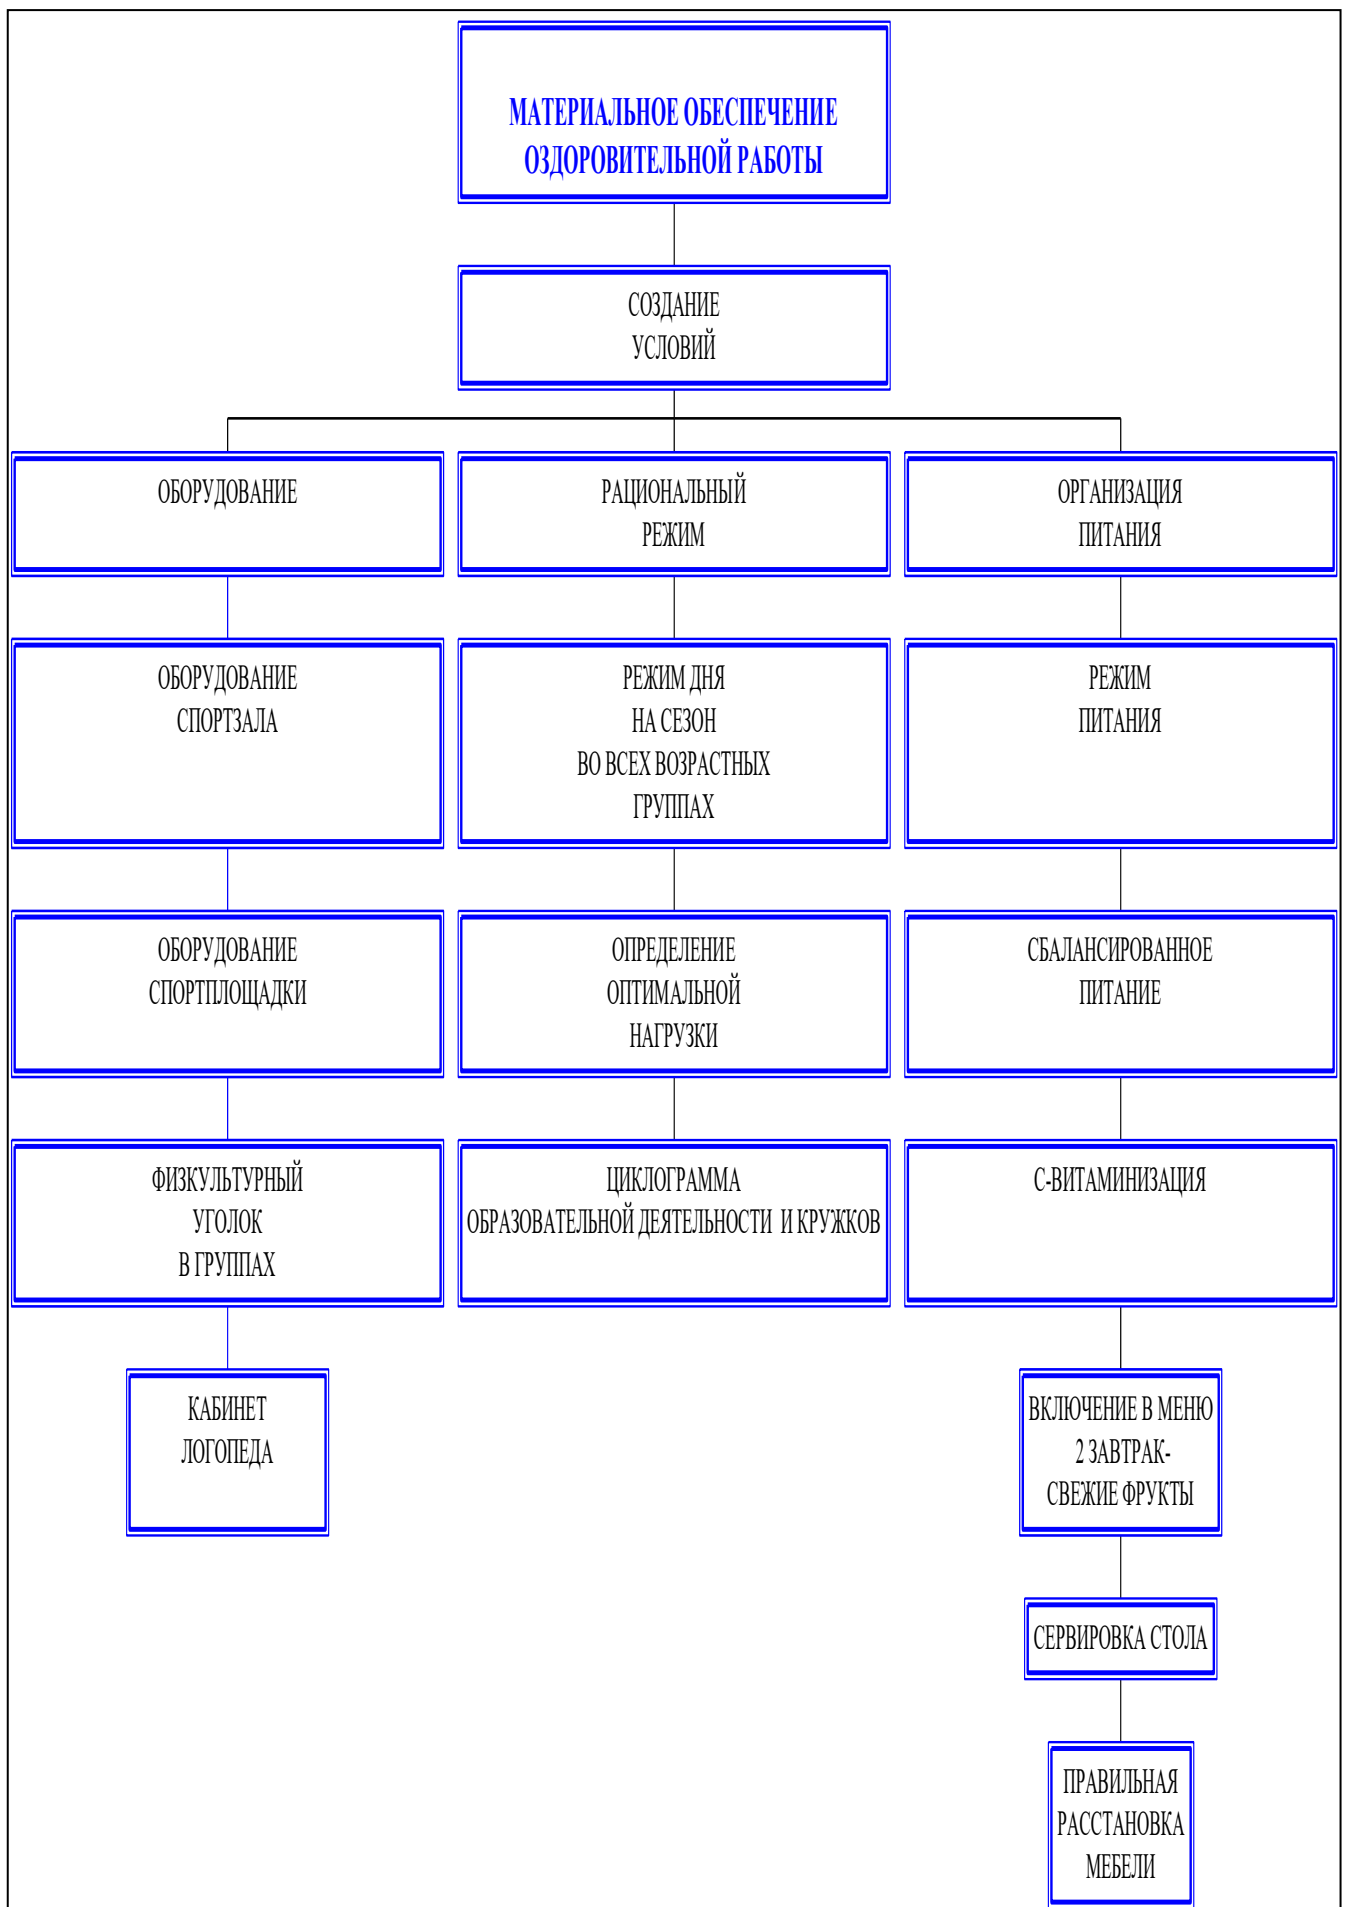 МАТЕРИАЛЬНОЕ ОБЕСПЕЧЕНИЕ
ОЗДОРОВИТЕЛЬНОЙ РАБОТЫ
СОЗДАНИЕ
УСЛОВИЙ
ОБОРУДОВАНИЕ
РАЦИОНАЛЬНЫЙ
РЕЖИМ
ОРГАНИЗАЦИЯ
ПИТАНИЯ
ОБОРУДОВАНИЕ
СПОРТЗАЛА
РЕЖИМ ДНЯ
НА СЕЗОН
ВО ВСЕХ ВОЗРАСТНЫХ
ГРУППАХ
РЕЖИМ
ПИТАНИЯ
ОБОРУДОВАНИЕ
СПОРТПЛОЩАДКИ
ОПРЕДЕЛЕНИЕ
ОПТИМАЛЬНОЙ
НАГРУЗКИ
СБАЛАНСИРОВАННОЕ
ПИТАНИЕ
ФИЗКУЛЬТУРНЫЙ
УГОЛОК
В ГРУППАХ
ЦИКЛОГРАММА
ОБРАЗОВАТЕЛЬНОЙ ДЕЯТЕЛЬНОСТИ И КРУЖКОВ
С-ВИТАМИНИЗАЦИЯ
КАБИНЕТ
ЛОГОПЕДА
ВКЛЮЧЕНИЕ В МЕНЮ
2 ЗАВТРАК-
СВЕЖИЕ ФРУКТЫ
СЕРВИРОВКА СТОЛА
ПРАВИЛЬНАЯ
РАССТАНОВКА
МЕБЕЛИ